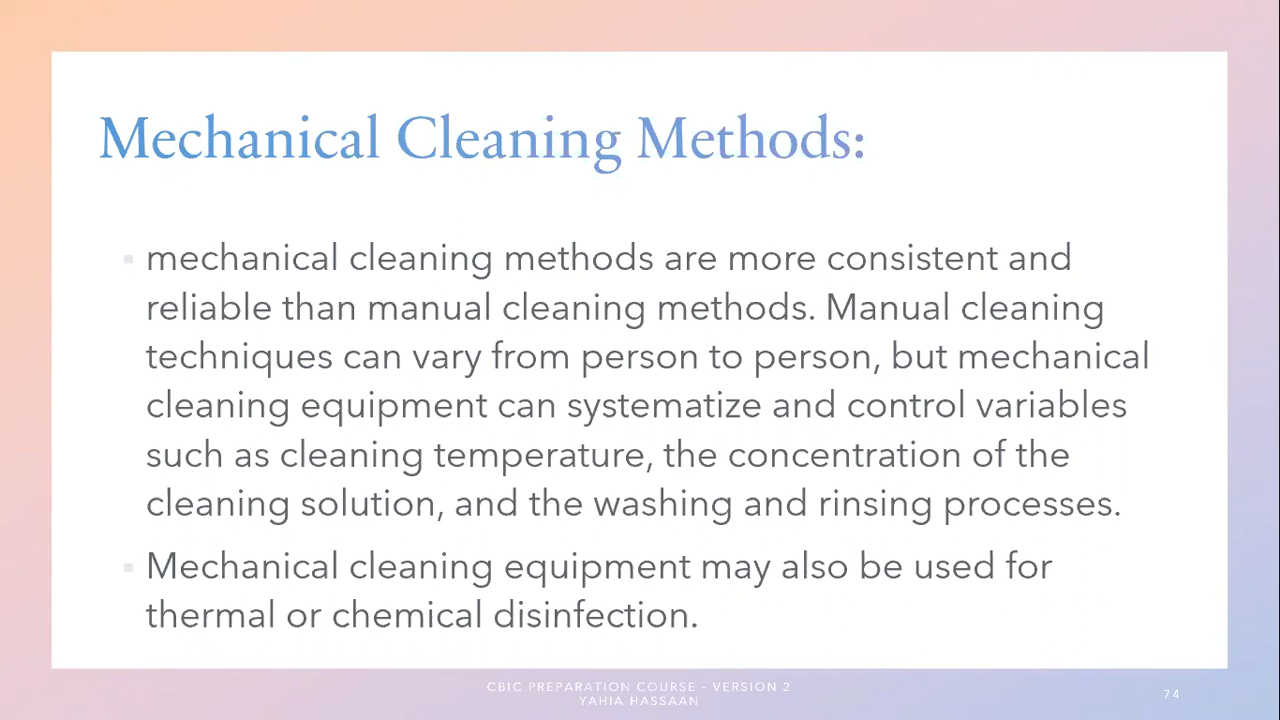 Mechanical Cleaning Methods:
mechanical cleaning methods are more consistent and
reliable than manual cleaning methods. Manual cleaning
techniques can vary from person to person, but mechanical
cleaning equipment can systematize and control variables
such as cleaning temperature, the concentration of the
cleaning solution, and the washing and rinsing processes.
Mechanical cleaning equipment may also be used for
thermal or chemical disinfection.
CBIC PREPARATION COURSE - VERSION 2
YAHIA HASSAAN
74